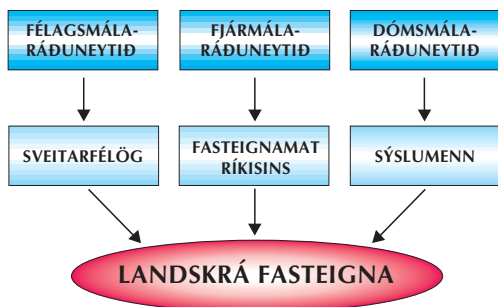 FÉLAGSMÁLA-
RÁÐUNEYTIÐ
FJÁRMÁLA-
RÁÐUNEYTIÐ
DÓMSMÁLA-
RÁÐUNEYTIÐ
SVEITARFÉLÖG
FASTEIGNAMAT
RÍKISINS
SÝSLUMENN
LANDSKRÁ FASTEIGNA